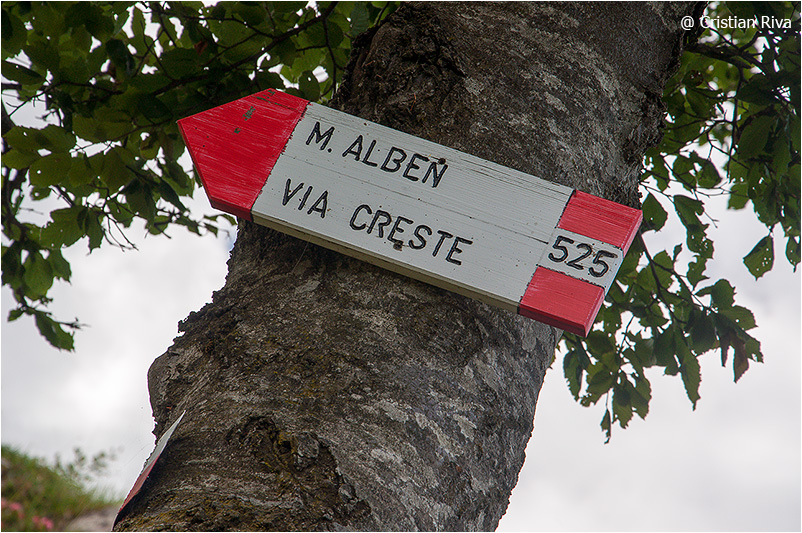 @ Cristian Riva
M. ALBEN
VIA CRESTE
525